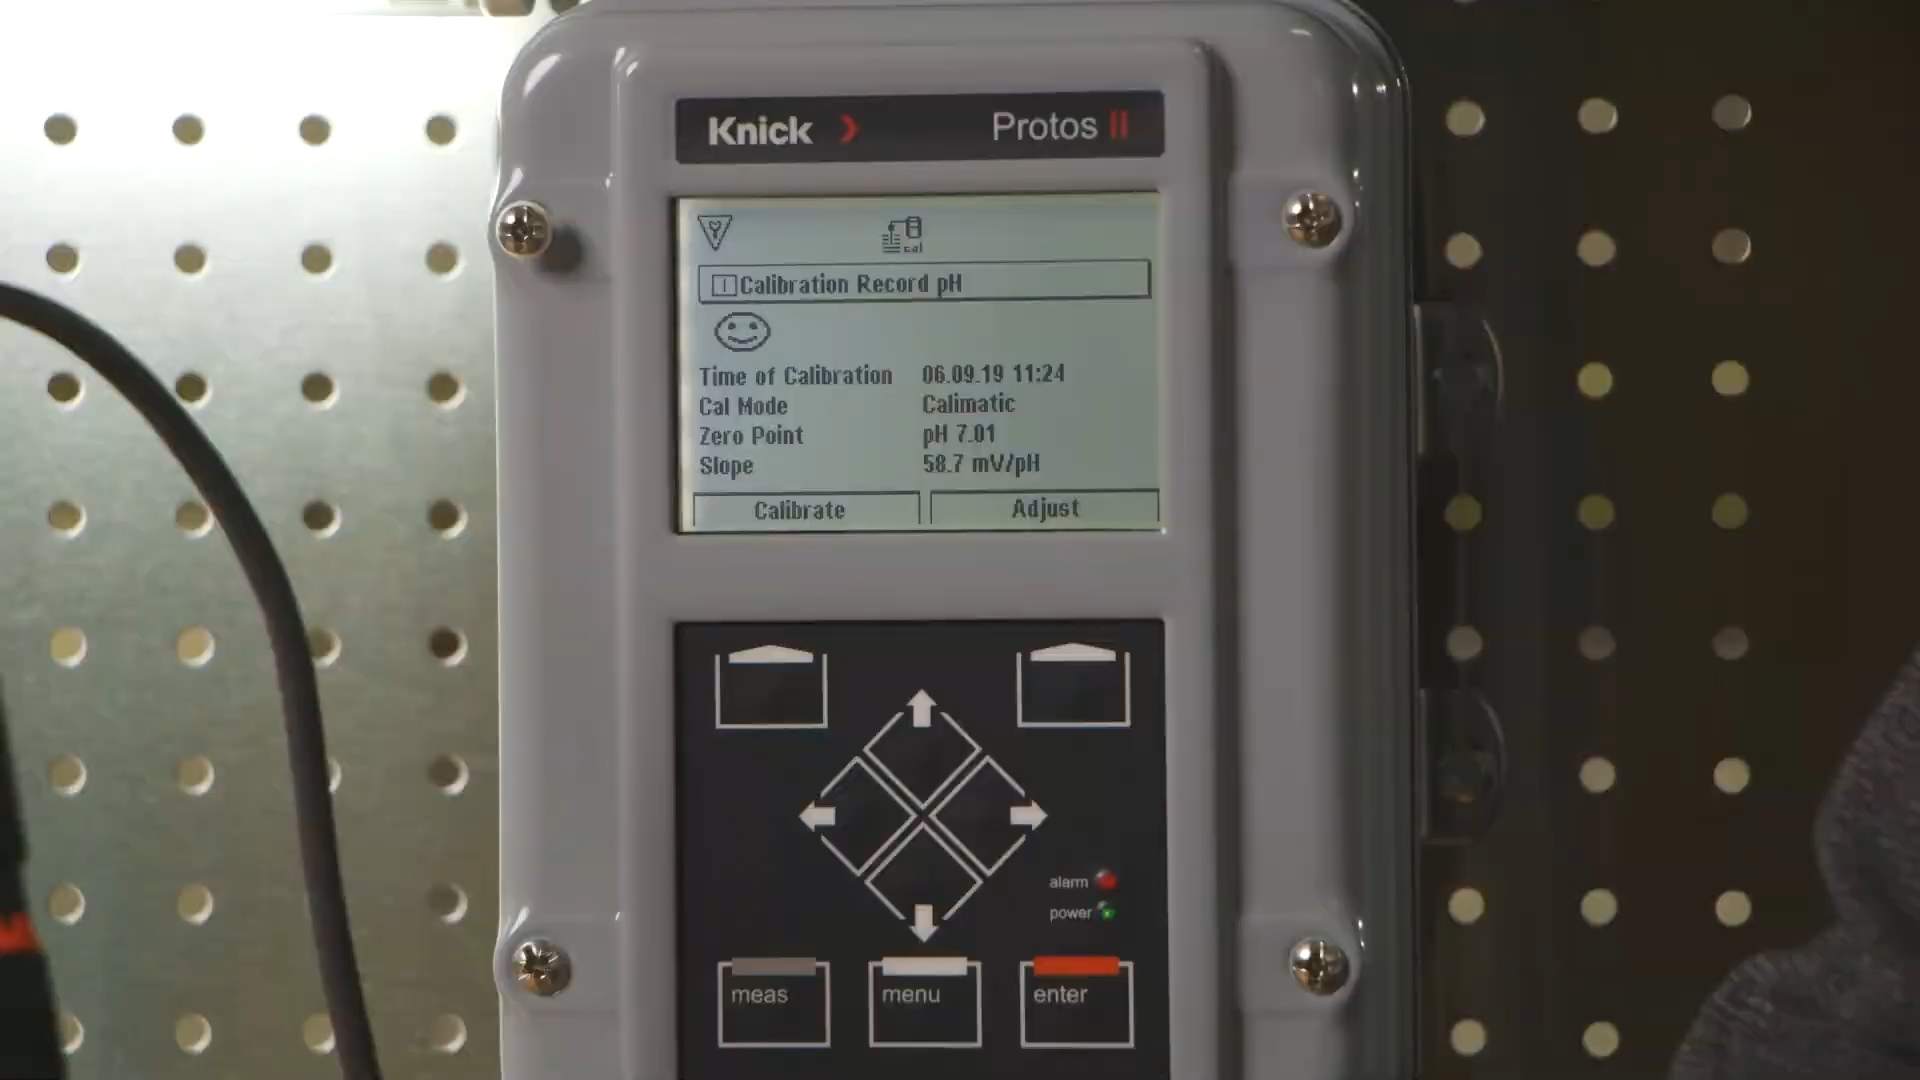 Knick Protos II
cal
Calibration Record pH
Time of Calibration 06.09.19 11:24
Cal Mode Calimatic
Zero Point pH 7.01
Slope 58.7 mV/pH
Calibrate Adjust
alarm
power
meas menu enter